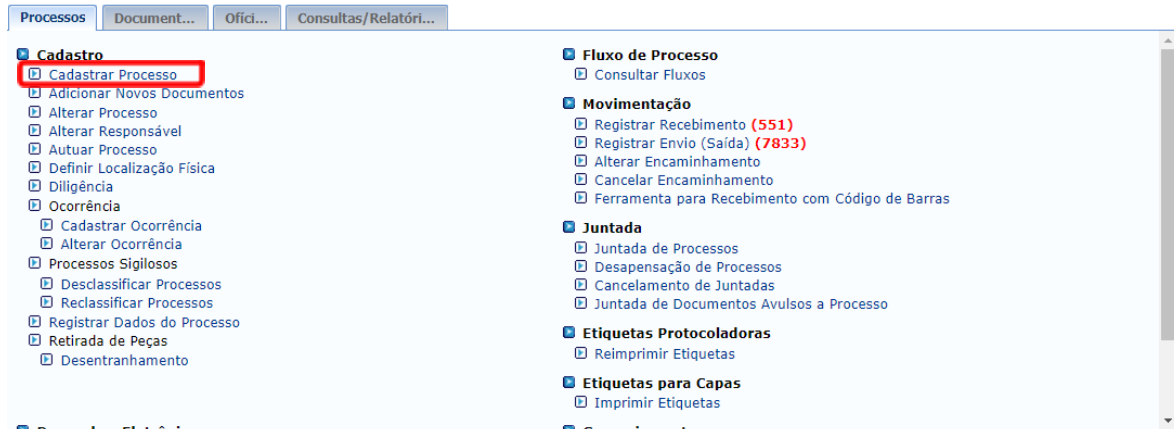 Processos Document... Ofíci... Consultas/Relatóri...
Cadastro
Cadastrar Processo
Adicionar Novos Documentos
Alterar Processo
Alterar Responsável
Autuar Processo
Definir Localização Física
Diligência
Ocorrência
Cadastrar Ocorrência
Alterar Ocorrência
Processos Sigilosos
Desclassificar Processos
Reclassificar Processos
Registrar Dados do Processo
Retirada de Peças
Desentranhamento
Fluxo de Processo
Consultar Fluxos
Movimentação
Registrar Recebimento (551)
Registrar Envio (Saída) (7833)
Alterar Encaminhamento
Cancelar Encaminhamento
Ferramenta para Recebimento com Código de Barras
Juntada
Juntada de Processos
Desapensação de Processos
Cancelamento de Juntadas
Juntada de Documentos Avulsos a Processo
Etiquetas Protocoladoras
Reimprimir Etiquetas
Etiquetas para Capas
Imprimir Etiquetas